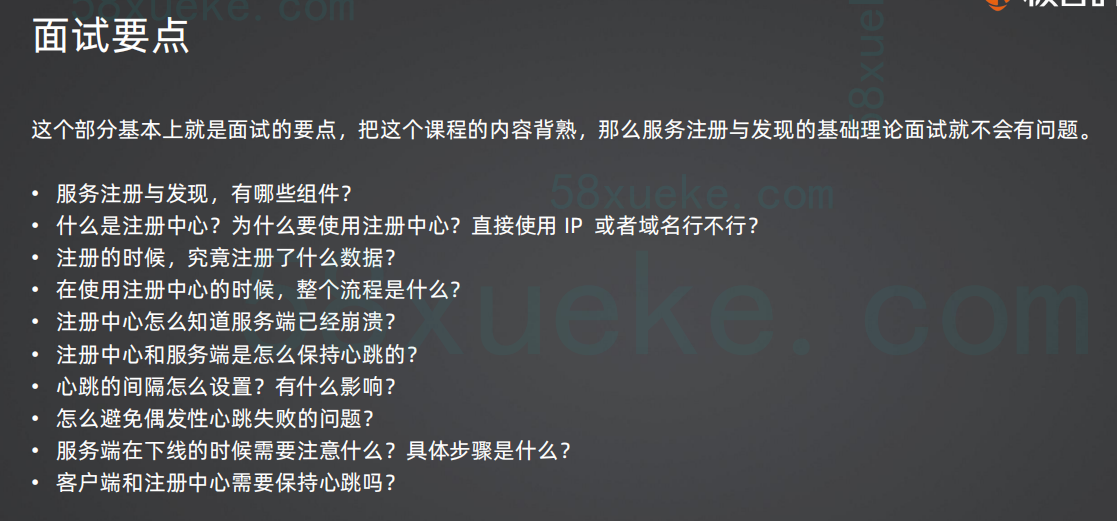 58xueke.com
面试要点
58xueke.com
这个部分基本上就是面试的要点，把这个课程的内容背熟，那么服务注册与发现的基础理论面试就不会有问题。
58xueke.com
• 服务注册与发现，有哪些组件？
• 什么是注册中心？为什么要使用注册中心？直接使用 IP 或者域名行不行？
• 注册的时候，究竟注册了什么数据？
• 在使用注册中心的时候，整个流程是什么？
58xueke.com
• 注册中心怎么知道服务端已经崩溃？
• 注册中心和服务端是怎么保持心跳的？
• 心跳的间隔怎么设置？有什么影响？
• 怎么避免偶发性心跳失败的问题？
• 服务端在下线的时候需要注意什么？具体步骤是什么？
• 客户端和注册中心需要保持心跳吗？